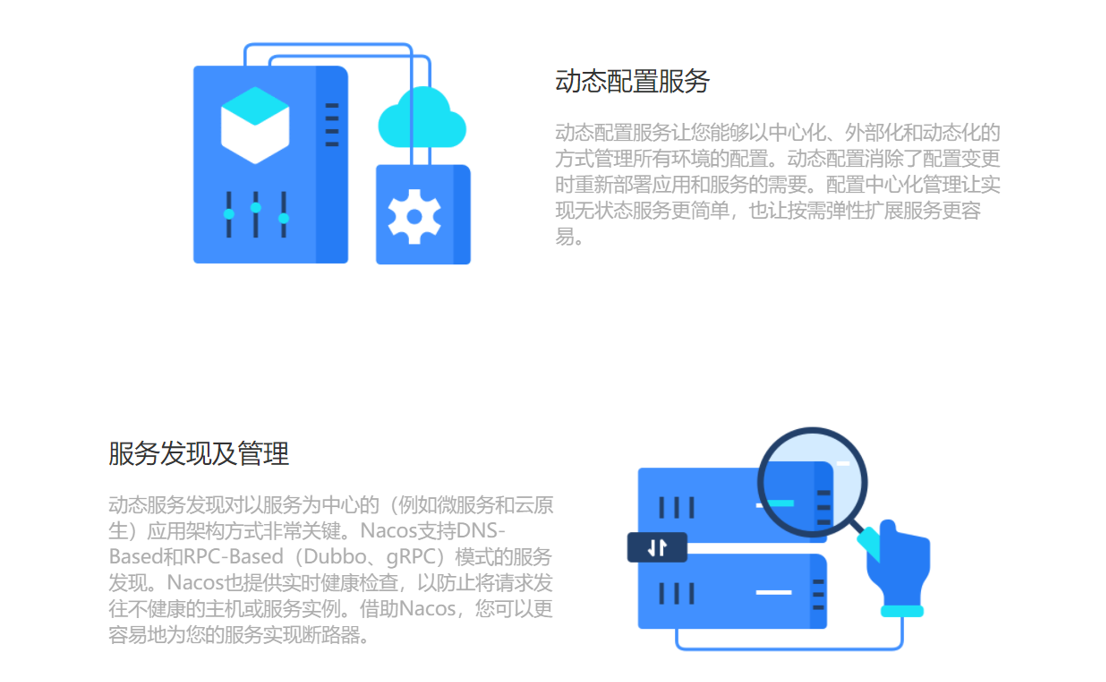 动态配置服务
动态配置服务让您能够以中心化、外部化和动态化的
方式管理所有环境的配置。动态配置消除了配置变更
时重新部署应用和服务的需要。配置中心化管理让实
现无状态服务更简单，也让按需弹性扩展服务更容
易。
服务发现及管理
动态服务发现对以服务为中心的（例如微服务和云原
生）应用架构方式非常关键。Nacos支持DNS-
Based和RPC-Based（Dubbo、gRPC）模式的服务
发现。Nacos也提供实时健康检查，以防止将请求发
往不健康的主机或服务实例。借助Nacos，您可以更
容易地为您的服务实现断路器。